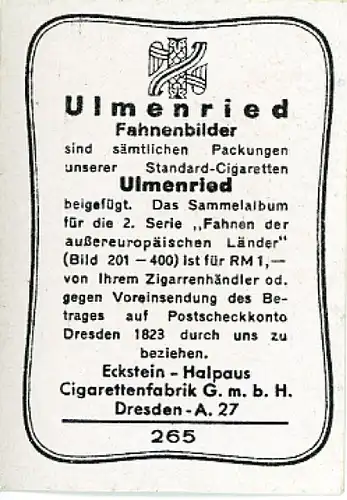 Ulmenried
Fahnenbilder
sind sämtlichen Packungen
unserer Standard-Cigaretten
Ulmenried
beigefügt. Das Sammelalbum
für die 2. Serie „Fahnen der
außereuropäischen Länder"
(Bild 201 – 400) ist für RM 1,—
von Ihrem Zigarrenhändler od.
gegen Voreinsendung des Be-
trages auf Postscheckkonto
Dresden 1823 durch uns zu
beziehen.
Eckstein - Halpaus
Cigarettenfabrik G. m. b. H.
Dresden - A. 27
265